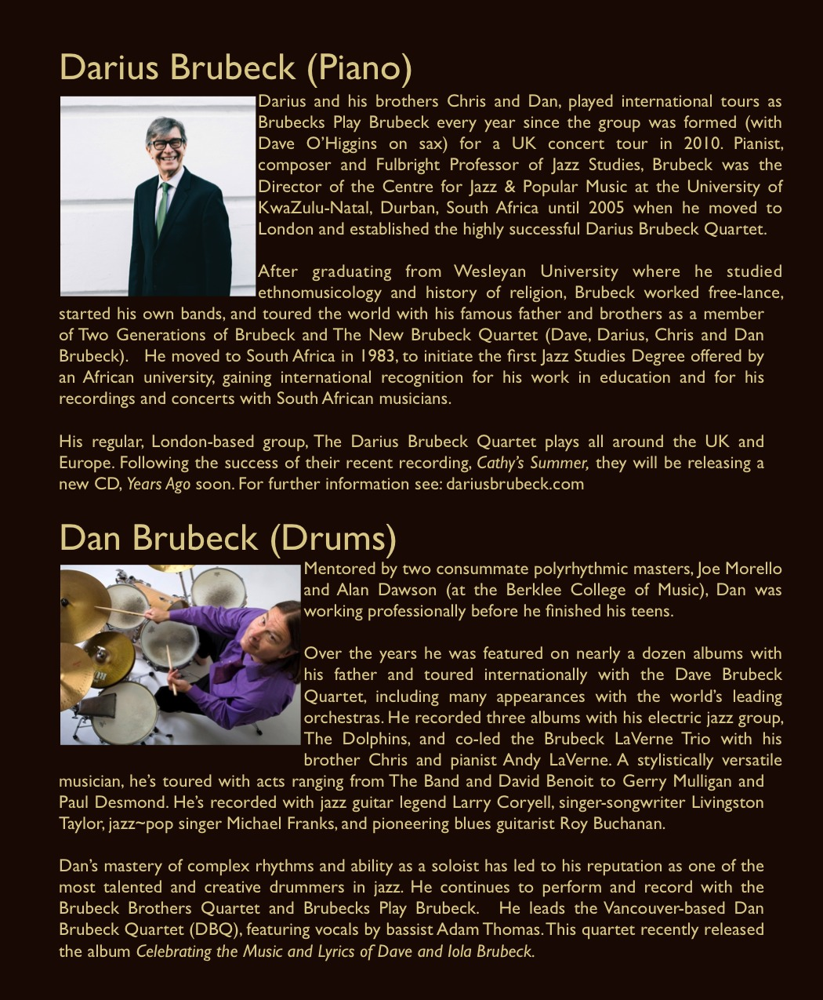 Darius Brubeck (Piano)
Darius and his brothers Chris and Dan, played international tours as
Brubecks Play Brubeck every year since the group was formed (with
Dave O’Higgins on sax) for a UK concert tour in 2010. Pianist,
composer and Fulbright Professor of Jazz Studies, Brubeck was the
Director of the Centre for Jazz & Popular Music at the University of
KwaZulu-Natal, Durban, South Africa until 2005 when he moved to
London and established the highly successful Darius Brubeck Quartet.
After graduating from Wesleyan University where he studied
ethnomusicology and history of religion, Brubeck worked free-lance,
started his own bands, and toured the world with his famous father and brothers as a member
of Two Generations of Brubeck and The New Brubeck Quartet (Dave, Darius, Chris and Dan
Brubeck). He moved to South Africa in 1983, to initiate the first Jazz Studies Degree offered by
an African university, gaining international recognition for his work in education and for his
recordings and concerts with South African musicians.
His regular, London-based group, The Darius Brubeck Quartet plays all around the UK and
Europe. Following the success of their recent recording, Cathy’s Summer, they will be releasing a
new CD, Years Ago soon. For further information see: dariusbrubeck.com
Dan Brubeck (Drums)
Mentored by two consummate polyrhythmic masters, Joe Morello
and Alan Dawson (at the Berklee College of Music), Dan was
working professionally before he finished his teens.
Over the years he was featured on nearly a dozen albums with
his father and toured internationally with the Dave Brubeck
Quartet, including many appearances with the world’s leading
orchestras. He recorded three albums with his electric jazz group,
The Dolphins, and co-led the Brubeck LaVerne Trio with his
brother Chris and pianist Andy LaVerne. A stylistically versatile
musician, he’s toured with acts ranging from The Band and David Benoit to Gerry Mulligan and
Paul Desmond. He’s recorded with jazz guitar legend Larry Coryell, singer-songwriter Livingston
Taylor, jazz~pop singer Michael Franks, and pioneering blues guitarist Roy Buchanan.
Dan’s mastery of complex rhythms and ability as a soloist has led to his reputation as one of the
most talented and creative drummers in jazz. He continues to perform and record with the
Brubeck Brothers Quartet and Brubecks Play Brubeck. He leads the Vancouver-based Dan
Brubeck Quartet (DBQ), featuring vocals by bassist Adam Thomas. This quartet recently released
the album Celebrating the Music and Lyrics of Dave and Iola Brubeck.